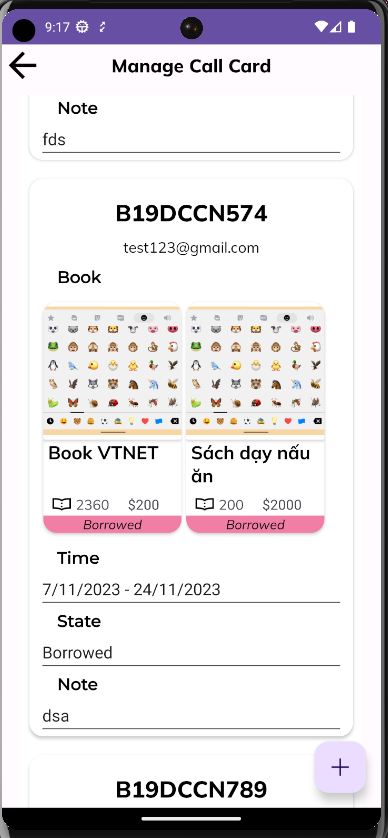 9:17
Manage Call Card
Note
fds
B19DCCN574
test123@gmail.com
Book
Book VTNET
2360 $200
Borrowed
Sách dạy nấu
ăn
200 $2000
Borrowed
Time
7/11/2023 - 24/11/2023
State
Borrowed
Note
dsa
+
B19DCCN789